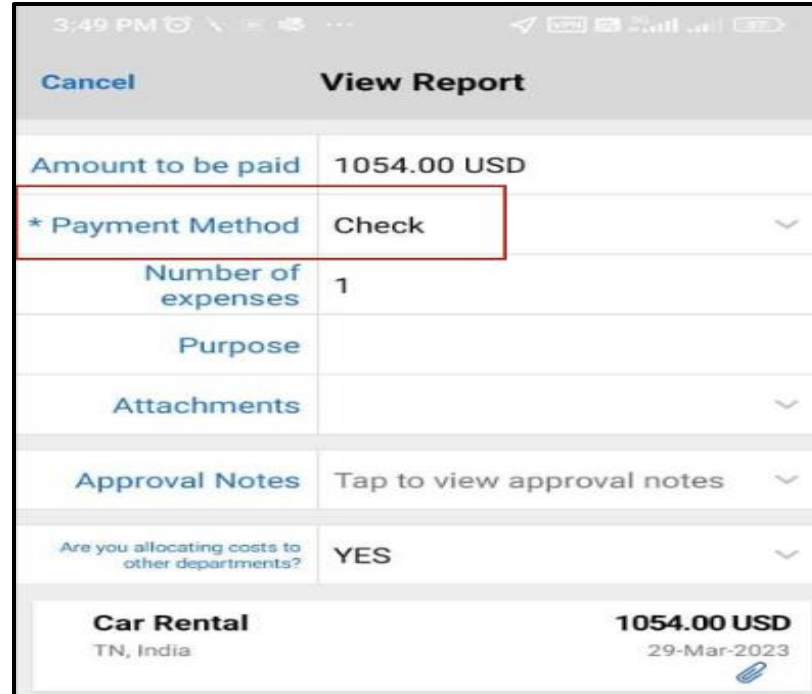 3:49 PM
VPN
Cancel
View Report
Amount to be paid 1054.00 USD
* Payment Method Check
Number of
expenses 1
Purpose
Attachments
Approval Notes Tap to view approval notes
Are you allocating costs to
other departments? YES
Car Rental 1054.00 USD
TN, India 29-Mar-2023